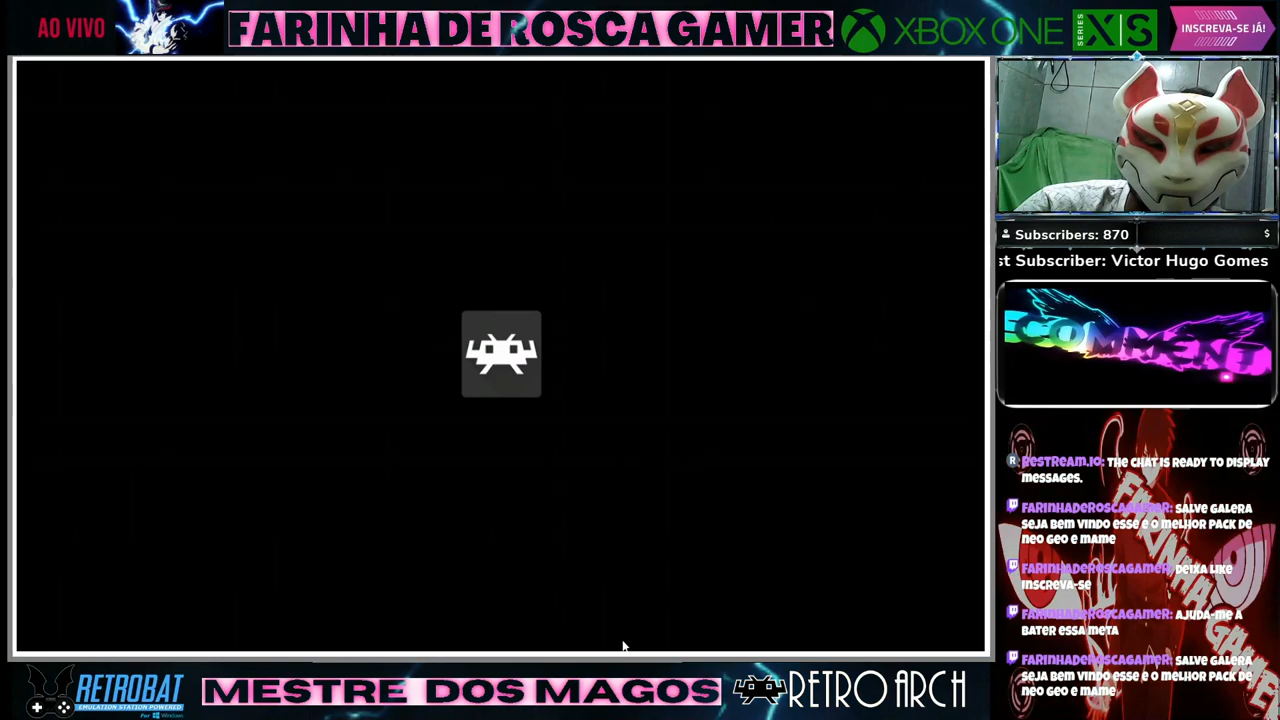 AO VIVO
FARINHA DE ROSCA GAMER
XBOX ONE
SERIES X|S
INSCREVA-SE JÁ!
Subscribers: 870
$
st Subscriber: Victor Hugo Gomes
ECOMMENT
RESTREAM.IO: THE CHAT IS READY TO DISPLAY
MESSAGES.
FARINHADEROSCAGAMER: SALVE GALERA
SEJA BEM VINDO ESSE E O MELHOR PACK DE
NEO GEO E MAME
FARINHADEROSCAGAMER: DEIXA LIKE
INSCREVA-SE
FARINHADEROSCAGAMER: AJUDA-ME A
BATER ESSA META
FARINHADEROSCAGAMER: SALVE GALERA
SEJA BEM VINDO ESSE E O MELHOR PACK DE
NEO GEO E MAME
RETROBAT
EMULATION STATION POWERED
For Windows
MESTRE DOS MAGOS
RETRO ARCH